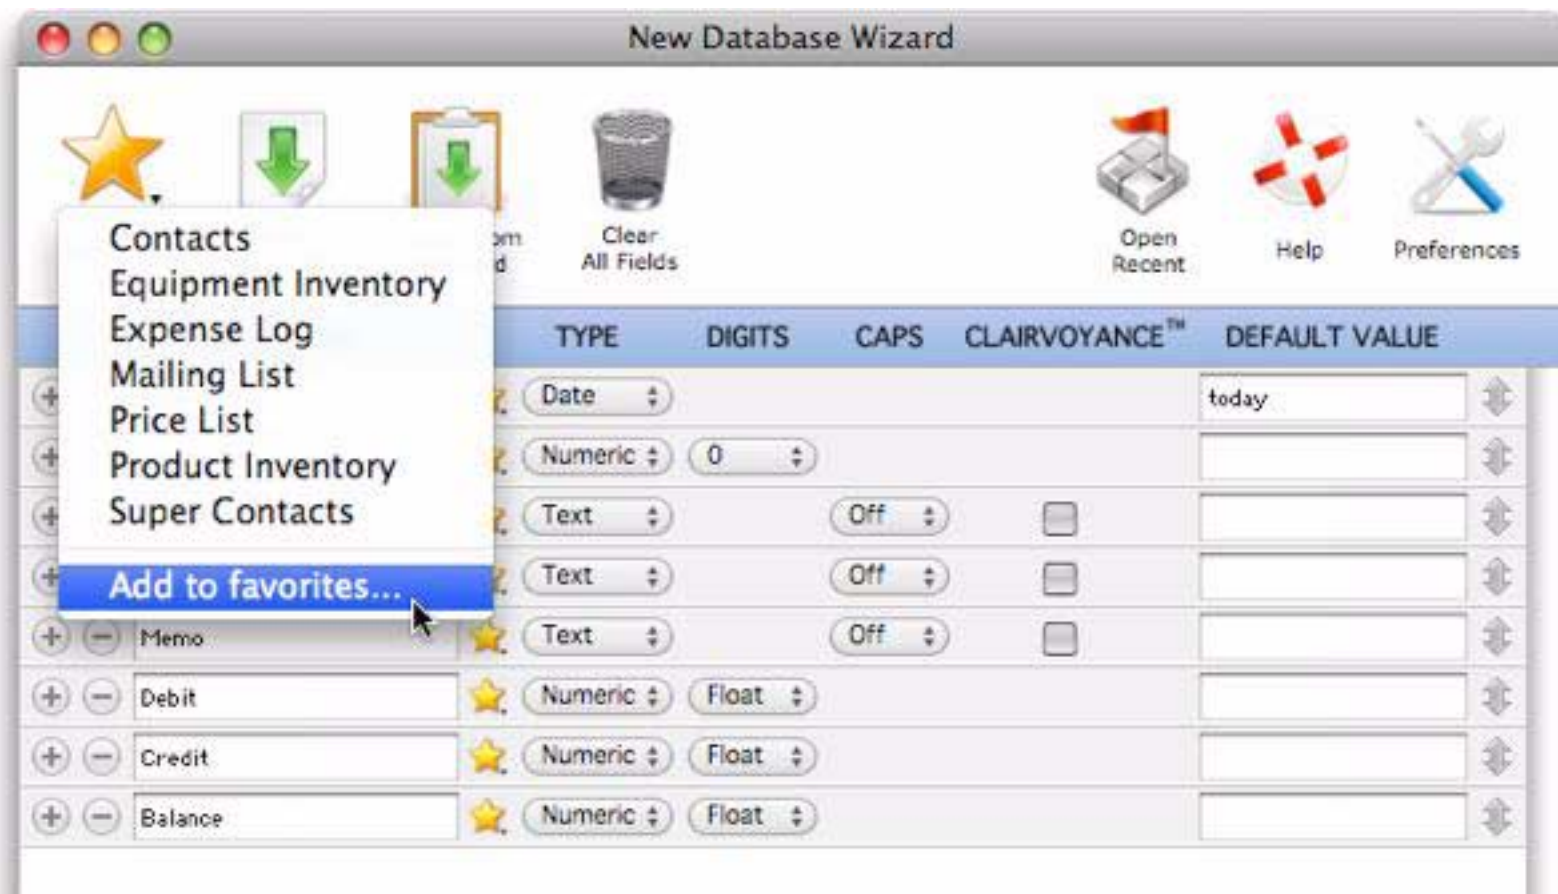 New Database Wizard
Contacts
Equipment Inventory
Expense Log
Mailing List
Price List
Product Inventory
Super Contacts
Add to favorites...
Clear
All Fields
Open
Recent
Help
Preferences
TYPE DIGITS CAPS CLAIRVOYANCE™ DEFAULT VALUE
Date today
Numeric 0
Text Off
Text Off
Memo Text Off
Debit Numeric Float
Credit Numeric Float
Balance Numeric Float